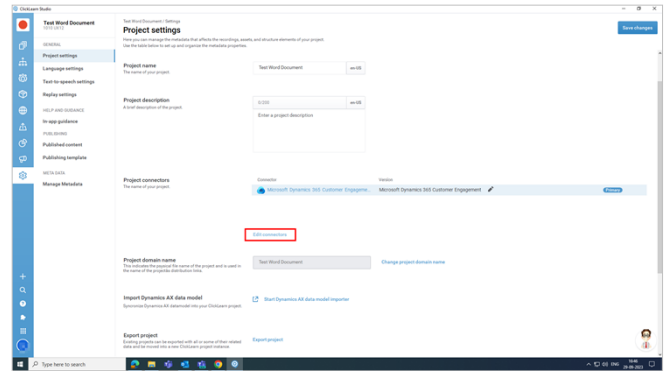 ClickLearn Studio
Test Word Document
Test Word Document / Settings
Project settings
Save changes
Here you can manage the metadata that affects the recordings, assets, and structure elements of your project.
Use the table below to set up and organize the metadata properties.
GENERAL
Project settings
Language settings
Text-to-speech settings
Replay settings
HELP AND GUIDANCE
In-app guidance
PUBLISHING
Published content
Publishing template
META DATA
Manage Metadata
Project name
The name of your project.
Test Word Document
en-US
Project description
A brief description of the project
0/200
en-US
Enter a project description
Project connectors
The name of your project.
Connector
Version
Microsoft Dynamics 365 Customer Engageme..
Microsoft Dynamics 365 Customer Engagement
Primary
Edit connectors
Project domain name
This indicates the physical file name of the project and is used in
the name of the projectás distribution links.
Test Word Document
Change project domain name
Import Dynamics AX data model
Syncronize Dynamics AX datamodel into your ClickLearn project
Start Dynamics AX data model importer
Export project
Existing projects can be exported with all or some of their related
data and be moved into a new ClickLearn project instance
Export project
Type here to search
ENG
16:46
29-08-2023